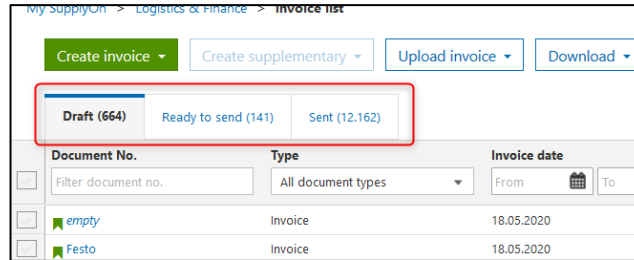 My SupplyOn > Logistics & Finance > Invoice list
Create invoice Create supplementary Upload invoice Download
Draft (664) Ready to send (141) Sent (12.162)
Document No. Type Invoice date
Filter document no. All document types From To
empty Invoice 18.05.2020
Festo Invoice 18.05.2020